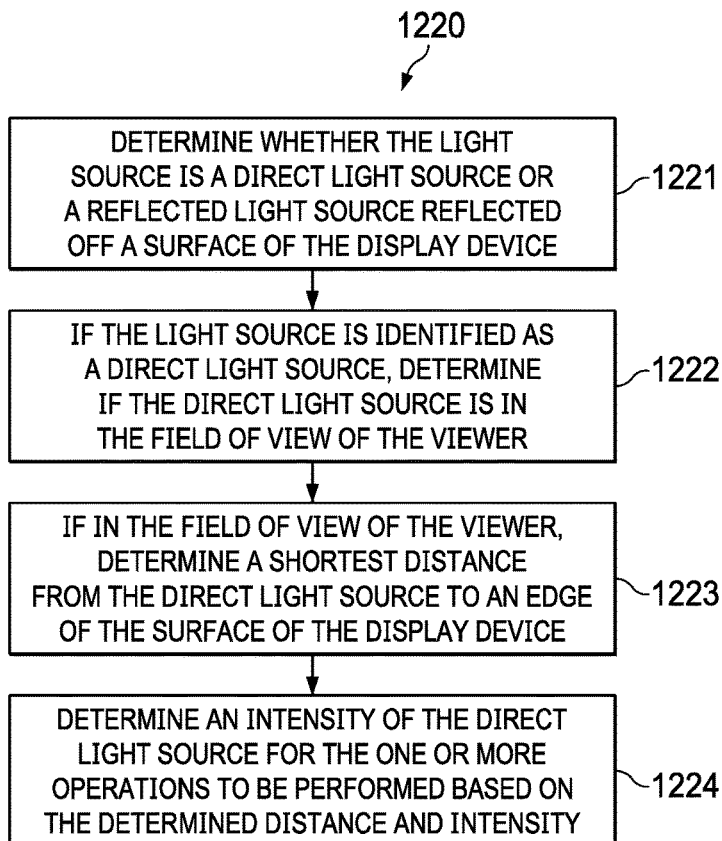 1220
DETERMINE WHETHER THE LIGHT
SOURCE IS A DIRECT LIGHT SOURCE OR
A REFLECTED LIGHT SOURCE REFLECTED
OFF A SURFACE OF THE DISPLAY DEVICE
1221
IF THE LIGHT SOURCE IS IDENTIFIED AS
A DIRECT LIGHT SOURCE, DETERMINE
IF THE DIRECT LIGHT SOURCE IS IN
THE FIELD OF VIEW OF THE VIEWER
1222
IF IN THE FIELD OF VIEW OF THE VIEWER,
DETERMINE A SHORTEST DISTANCE
FROM THE DIRECT LIGHT SOURCE TO AN EDGE
OF THE SURFACE OF THE DISPLAY DEVICE
1223
DETERMINE AN INTENSITY OF THE DIRECT
LIGHT SOURCE FOR THE ONE OR MORE
OPERATIONS TO BE PERFORMED BASED ON
THE DETERMINED DISTANCE AND INTENSITY
1224